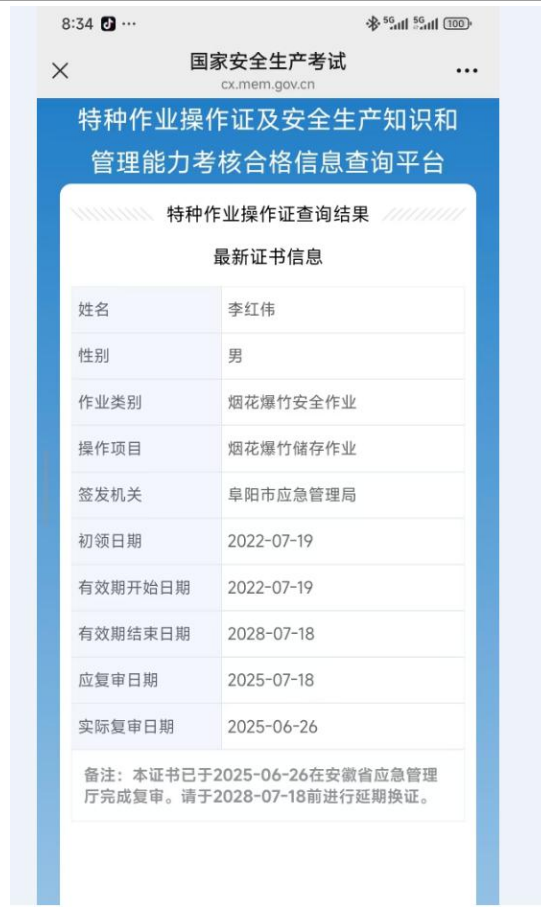 8:34
5G 5G 100
国家安全生产考试
cx.mem.gov.cn
特种作业操作证及安全生产知识和
管理能力考核合格信息查询平台
特种作业操作证查询结果
最新证书信息
姓名 李红伟
性别 男
作业类别 烟花爆竹安全作业
操作项目 烟花爆竹储存作业
签发机关 阜阳市应急管理局
初领日期 2022-07-19
有效期开始日期 2022-07-19
有效期结束日期 2028-07-18
应复审日期 2025-07-18
实际复审日期 2025-06-26
备注：本证书已于2025-06-26在安徽省应急管理
厅完成复审。请于2028-07-18前进行延期换证。